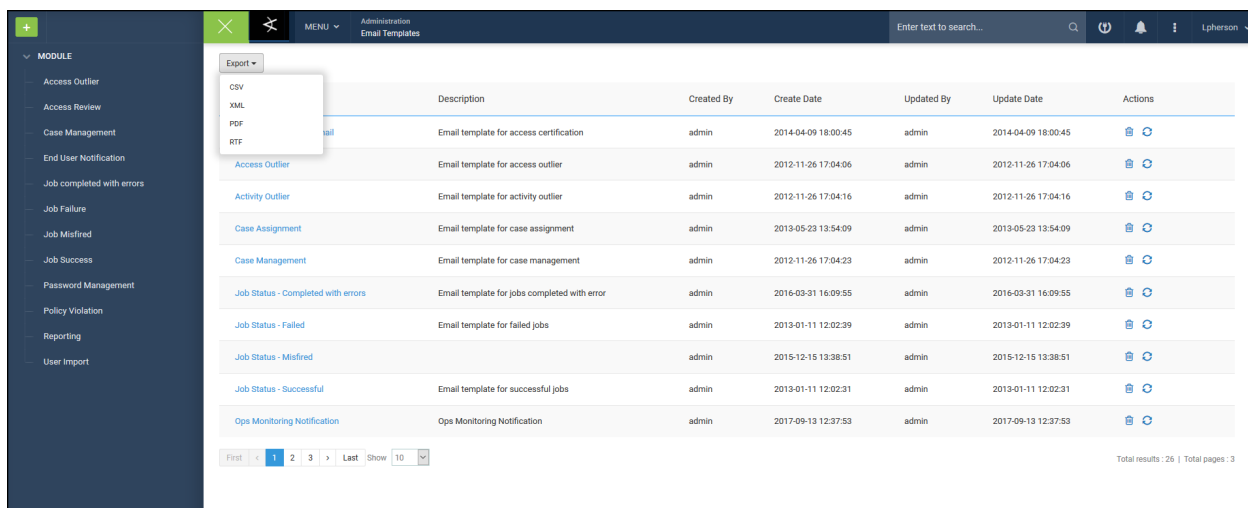 +
MENU
Administration
Email Templates
Enter text to search...
Lpherson
MODULE
Access Outlier
Access Review
Case Management
End User Notification
Job completed with errors
Job Failure
Job Misfired
Job Success
Password Management
Policy Violation
Reporting
User Import
Export
CSV
XML
PDF
RTF
Description Created By Create Date Updated By Update Date Actions
ail Email template for access certification admin 2014-04-09 18:00:45 admin 2014-04-09 18:00:45
Access Outlier Email template for access outlier admin 2012-11-26 17:04:06 admin 2012-11-26 17:04:06
Activity Outlier Email template for activity outlier admin 2012-11-26 17:04:16 admin 2012-11-26 17:04:16
Case Assignment Email template for case assignment admin 2013-05-23 13:54:09 admin 2013-05-23 13:54:09
Case Management Email template for case management admin 2012-11-26 17:04:23 admin 2012-11-26 17:04:23
Job Status - Completed with errors Email template for jobs completed with error admin 2016-03-31 16:09:55 admin 2016-03-31 16:09:55
Job Status - Failed Email template for failed jobs admin 2013-01-11 12:02:39 admin 2013-01-11 12:02:39
Job Status - Misfired admin 2015-12-15 13:38:51 admin 2015-12-15 13:38:51
Job Status - Successful Email template for successful jobs admin 2013-01-11 12:02:31 admin 2013-01-11 12:02:31
Ops Monitoring Notification Ops Monitoring Notification admin 2017-09-13 12:37:53 admin 2017-09-13 12:37:53
First < 1 2 3 > Last Show 10
Total results : 26 | Total pages : 3